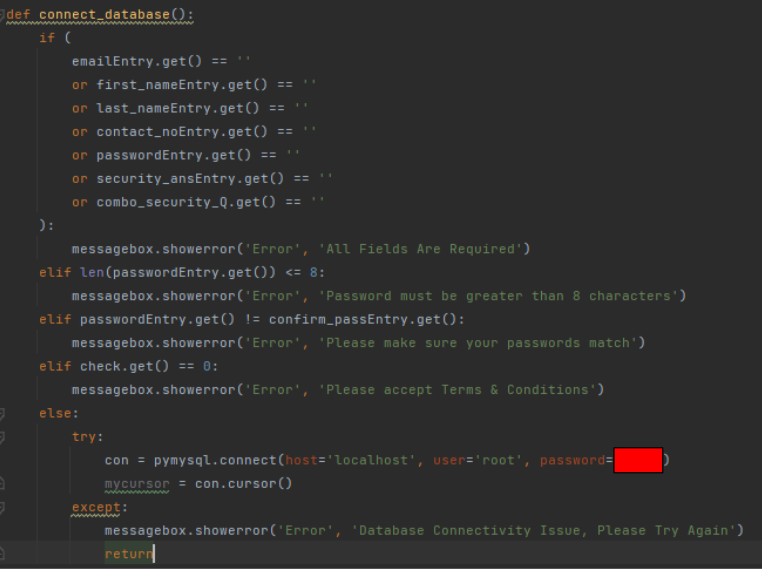 def connect_database():
    if (
        emailEntry.get() == ''
        or first_nameEntry.get() == ''
        or last_nameEntry.get() == ''
        or contact_noEntry.get() == ''
        or passwordEntry.get() == ''
        or security_ansEntry.get() == ''
        or combo_security_Q.get() == ''
    ):
        messagebox.showerror('Error', 'All Fields Are Required')
    elif len(passwordEntry.get()) <= 8:
        messagebox.showerror('Error', 'Password must be greater than 8 characters')
    elif passwordEntry.get() != confirm_passEntry.get():
        messagebox.showerror('Error', 'Please make sure your passwords match')
    elif check.get() == 0:
        messagebox.showerror('Error', 'Please accept Terms & Conditions')
    else:
        try:
            con = pymysql.connect(host='localhost', user='root', password=)
            mycursor = con.cursor()
        except:
            messagebox.showerror('Error', 'Database Connectivity Issue, Please Try Again')
            return